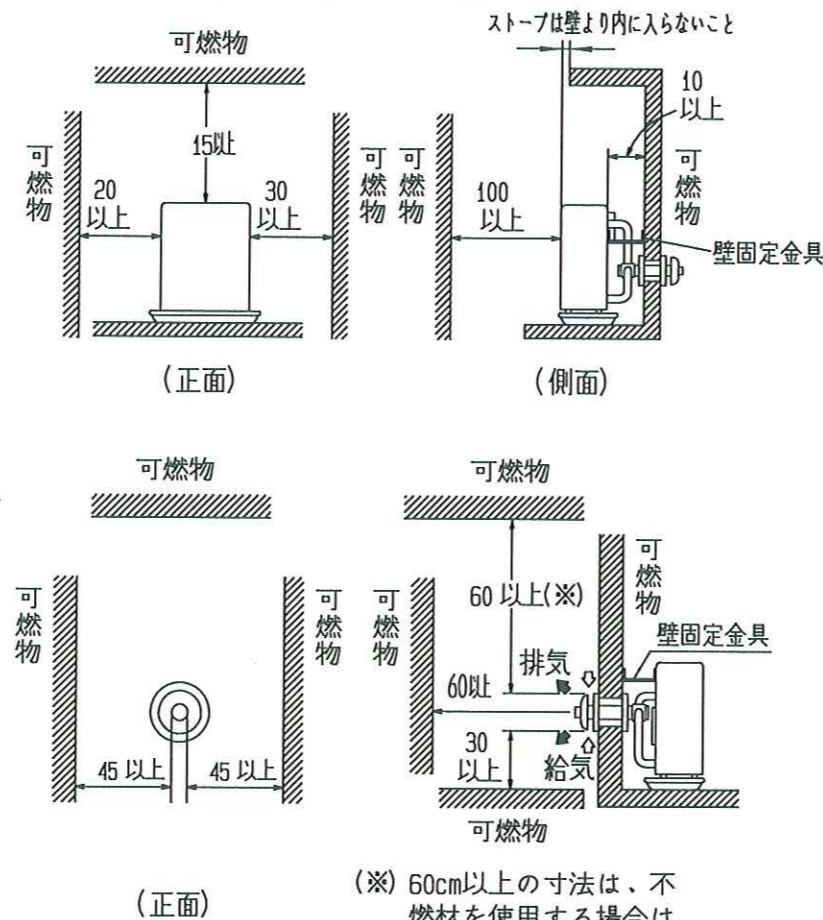 ストーブは壁より内に入らないこと
可燃物
15以上
可燃物
20
以上
30
以上
可燃物
(正面)
可燃物
100
以上
10
以上
可燃物
壁固定金具
(側面)
可燃物
可燃物
45以上
45以上
可燃物
(正面)
可燃物
60以上(※)
可燃物
可燃物
壁固定金具
排気
60以上
30
以上
給気
可燃物
(※) 60cm以上の寸法は、不
燃材を使用する場合は